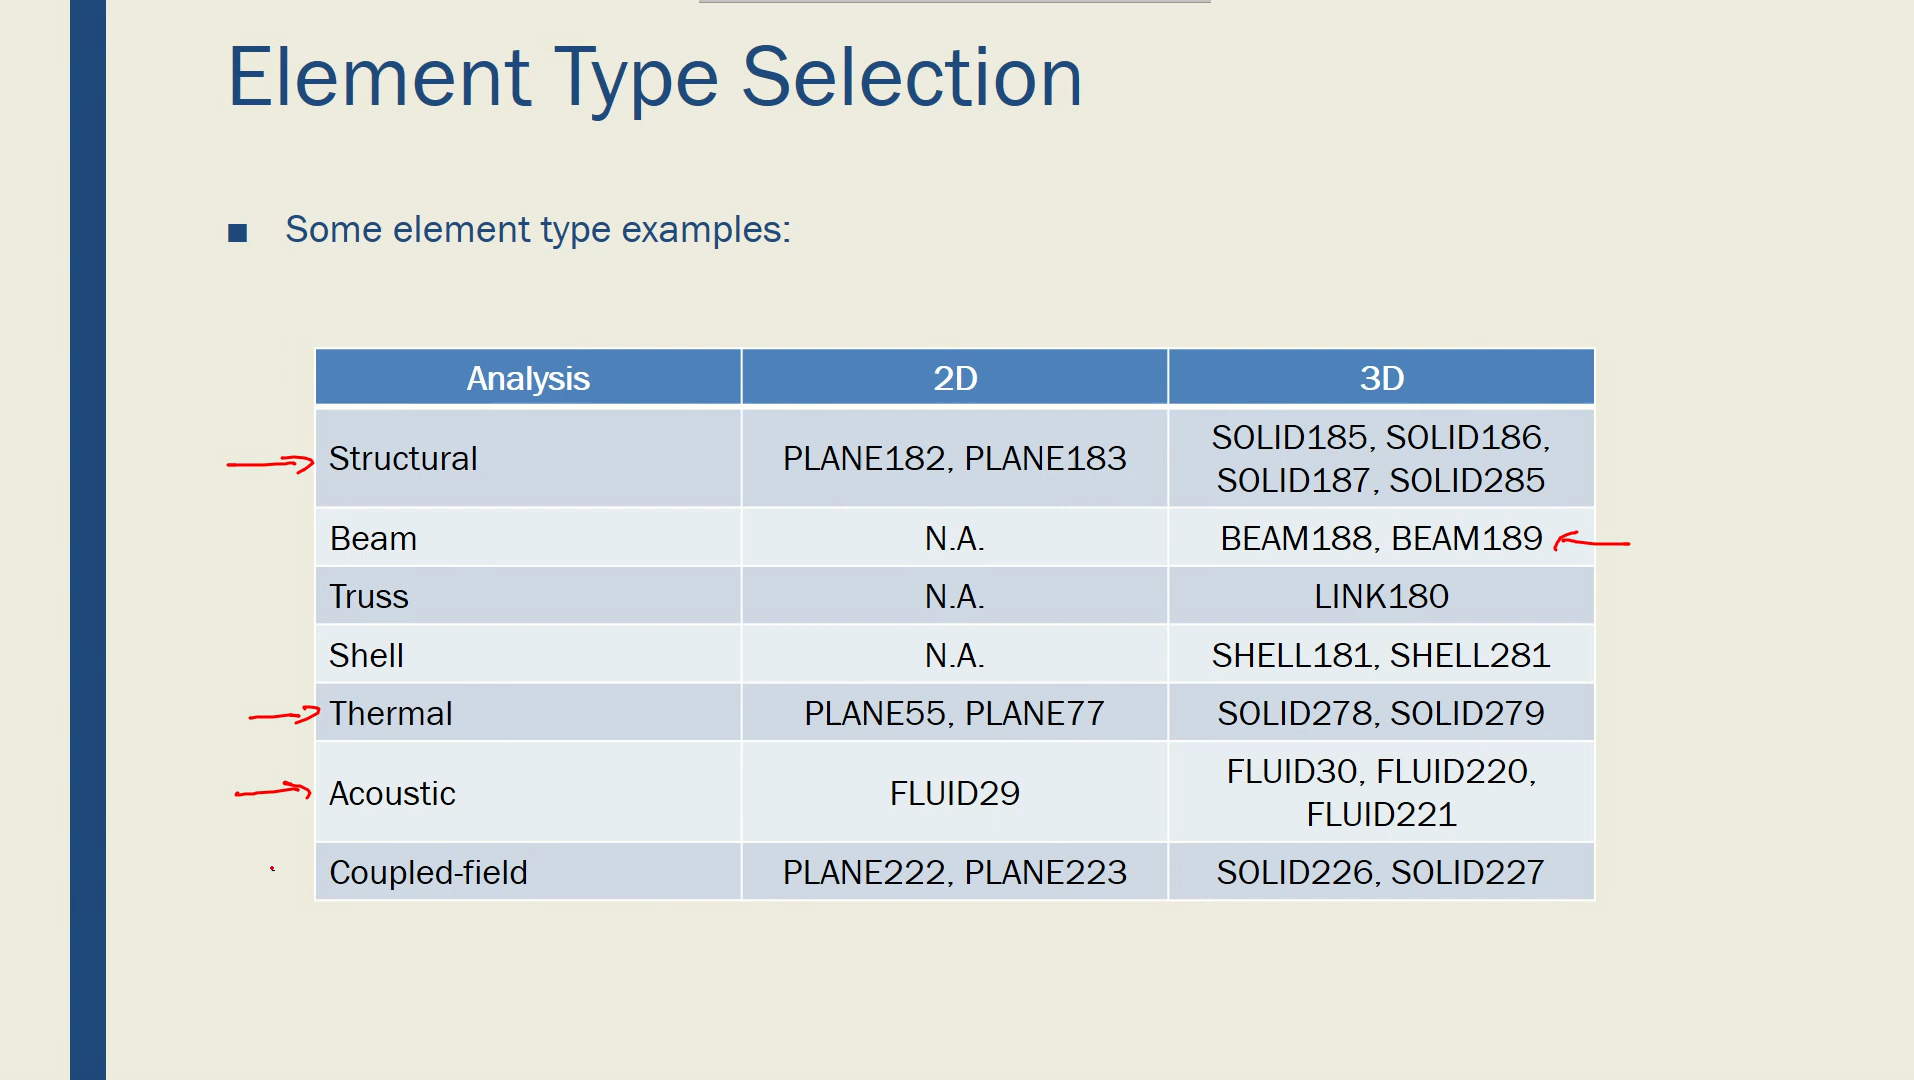 Element Type Selection
Some element type examples:
Analysis 2D 3D
Structural PLANE182, PLANE183 SOLID185, SOLID186,
SOLID187, SOLID285
Beam N.A. BEAM188, BEAM189
Truss N.A. LINK180
Shell N.A. SHELL181, SHELL281
Thermal PLANE55, PLANE77 SOLID278, SOLID279
Acoustic FLUID29 FLUID30, FLUID220,
FLUID221
Coupled-field PLANE222, PLANE223 SOLID226, SOLID227